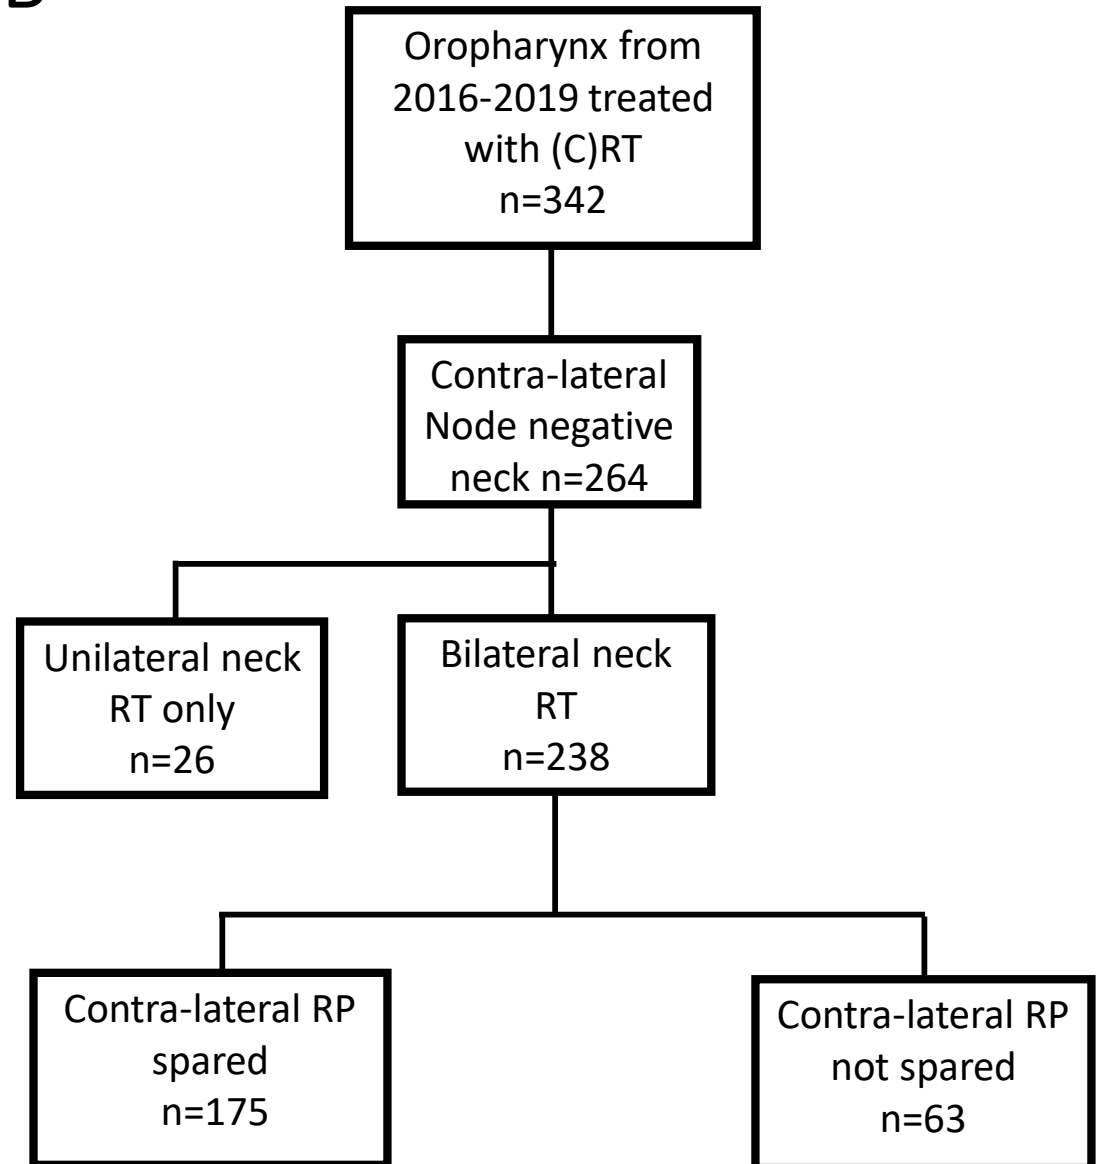 Oropharynx from
2016-2019 treated
with (C)RT
n=342
Contra-lateral
Node negative
neck n=264
Unilateral neck
RT only
n=26
Bilateral neck
RT
n=238
Contra-lateral RP
spared
n=175
Contra-lateral RP
not spared
n=63